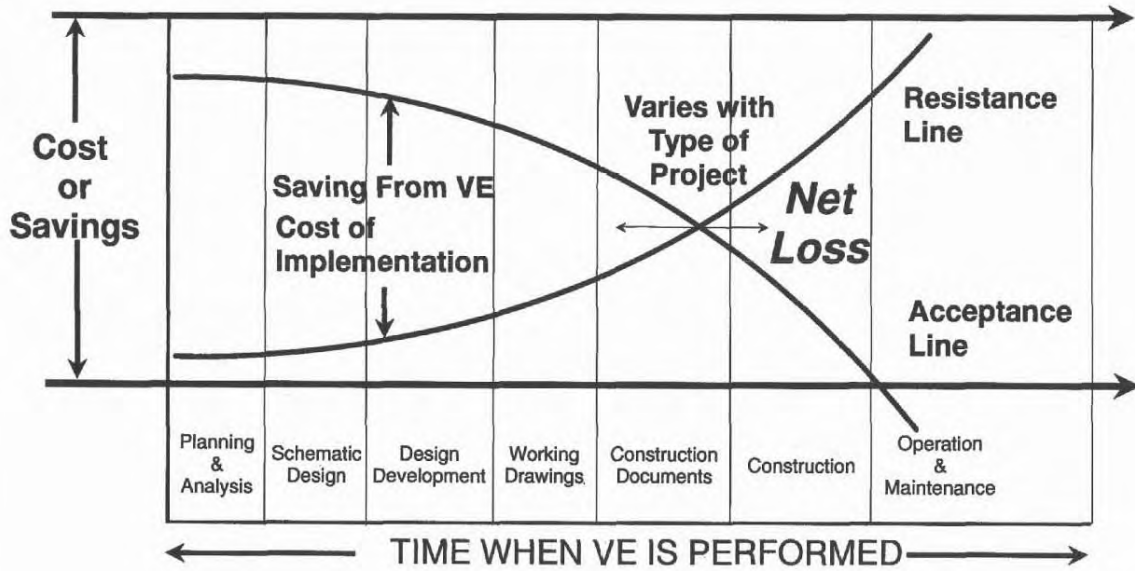 Cost
or
Savings
Saving From VE
Cost of
Implementation
Varies with
Type of
Project
Net
Loss
Resistance
Line
Acceptance
Line
Planning
&
Analysis
Schematic
Design
Design
Development
Working
Drawings
Construction
Documents
Construction
Operation
&
Maintenance
TIME WHEN VE IS PERFORMED